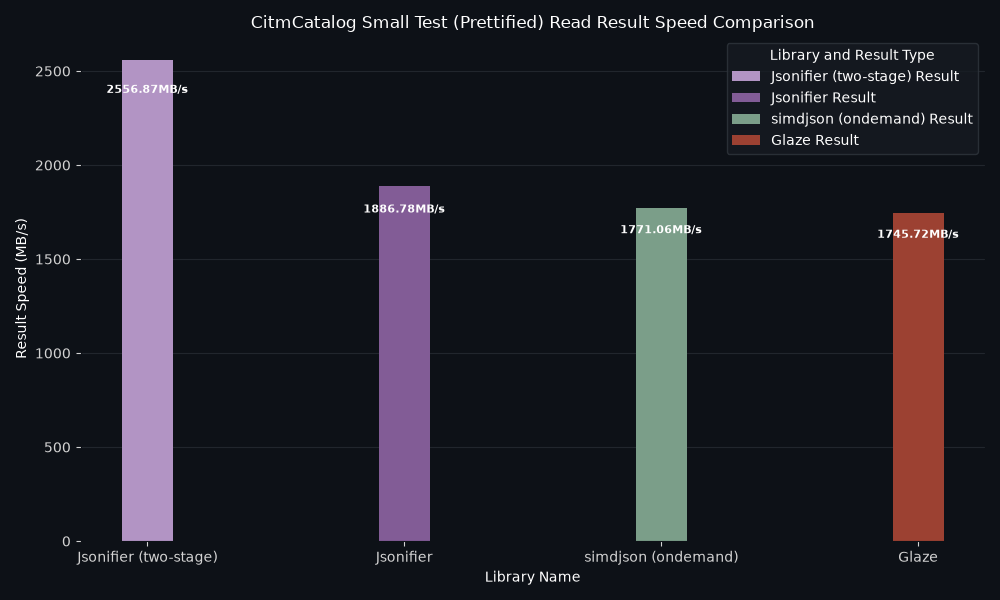 CitmCatalog Small Test (Prettified) Read Result Speed Comparison
Library and Result Type
Jsonifier (two-stage) Result
Jsonifier Result
simdjson (ondemand) Result
Glaze Result
Result Speed (MB/s)
2500
2000
1500
1000
500
0
2556.87MB/s
1886.78MB/s
1771.06MB/s
1745.72MB/s
Jsonifier (two-stage)
Jsonifier
simdjson (ondemand)
Glaze
Library Name